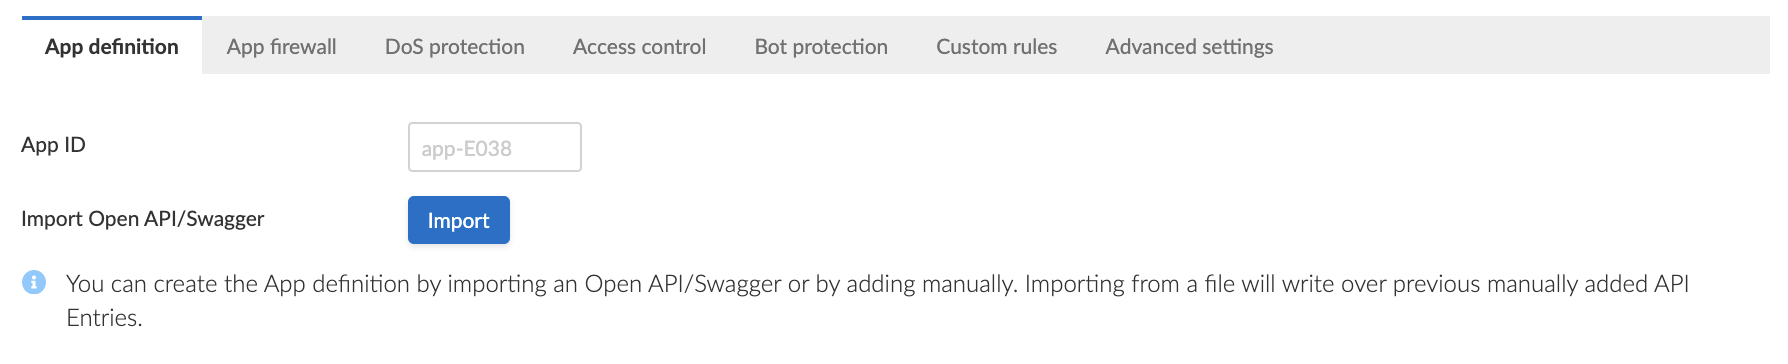 App definition App firewall DoS protection Access control Bot protection Custom rules Advanced settings
App ID app-E038
Import Open API/Swagger Import
You can create the App definition by importing an Open API/Swagger or by adding manually. Importing from a file will write over previous manually added API
Entries.